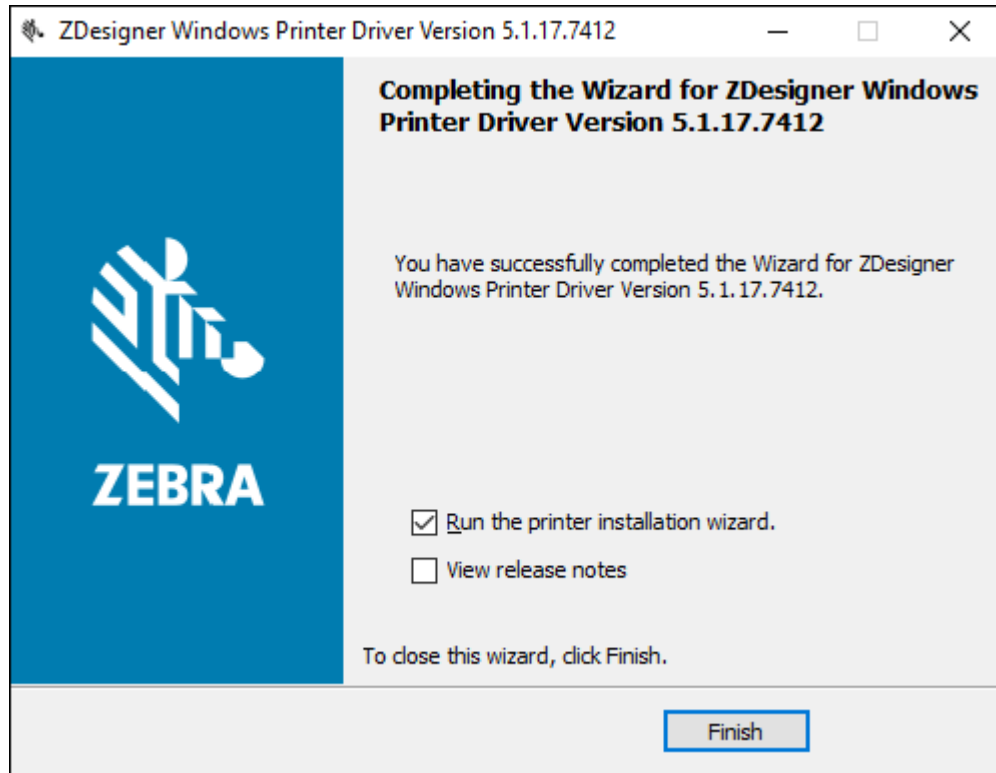 ZDesigner Windows Printer Driver Version 5.1.17.7412
Completing the Wizard for ZDesigner Windows
Printer Driver Version 5.1.17.7412
You have successfully completed the Wizard for ZDesigner
Windows Printer Driver Version 5.1.17.7412.
ZEBRA
Run the printer installation wizard.
View release notes
To close this wizard, click Finish.
Finish